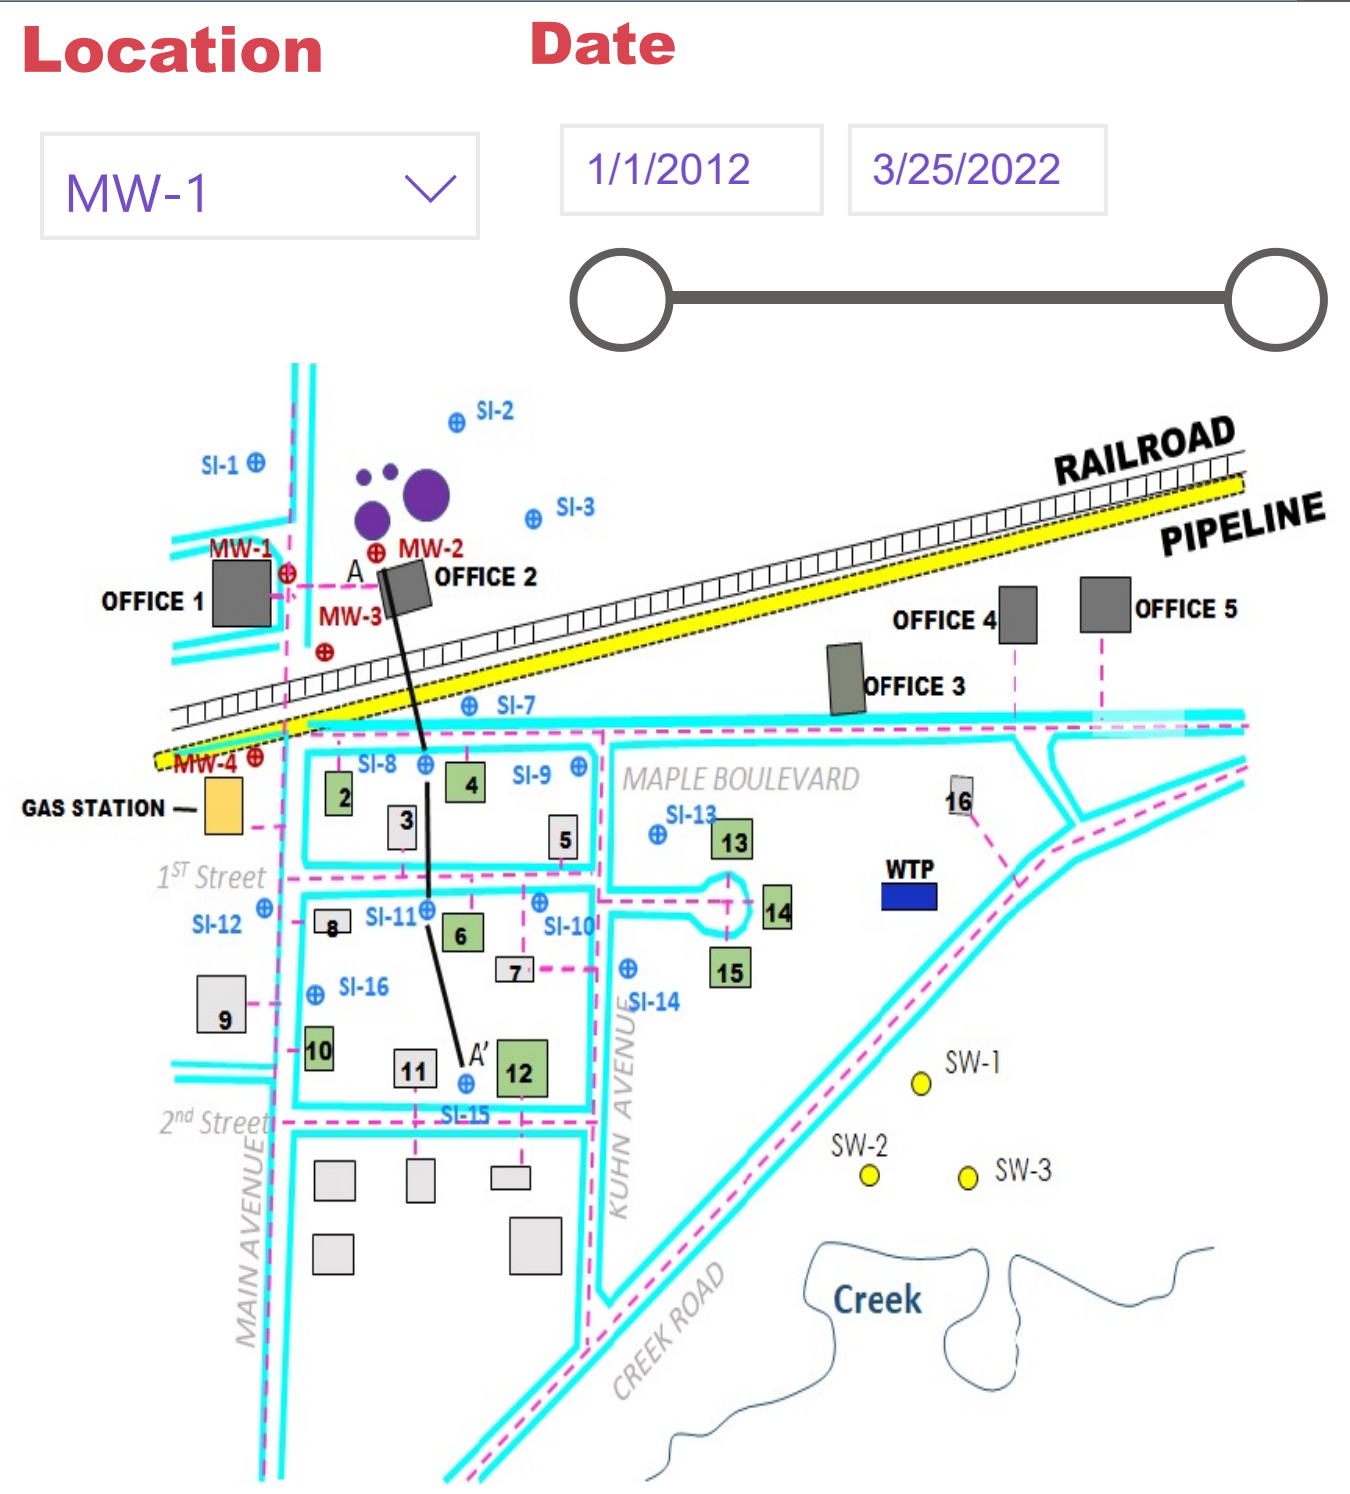 Location
Date
MW-1
1/1/2012
3/25/2022
SI-2
SI-1
RAILROAD
SI-3
PIPELINE
MW-1
MW-2
A
OFFICE 2
OFFICE 1
MW-3
OFFICE 4
OFFICE 5
OFFICE 3
SI-7
MW-4
SI-8
SI-9
MAPLE BOULEVARD
2
4
16
GAS STATION
3
SI-13
5
13
1ST Street
WTP
SI-12
8
SI-11
6
SI-10
14
7
15
SI-16
SI-14
9
10
11
A'
12
SW-1
SI-15
2nd Street
KUHN AVENUE
SW-2
SW-3
MAIN AVENUE
Creek
CREEK ROAD